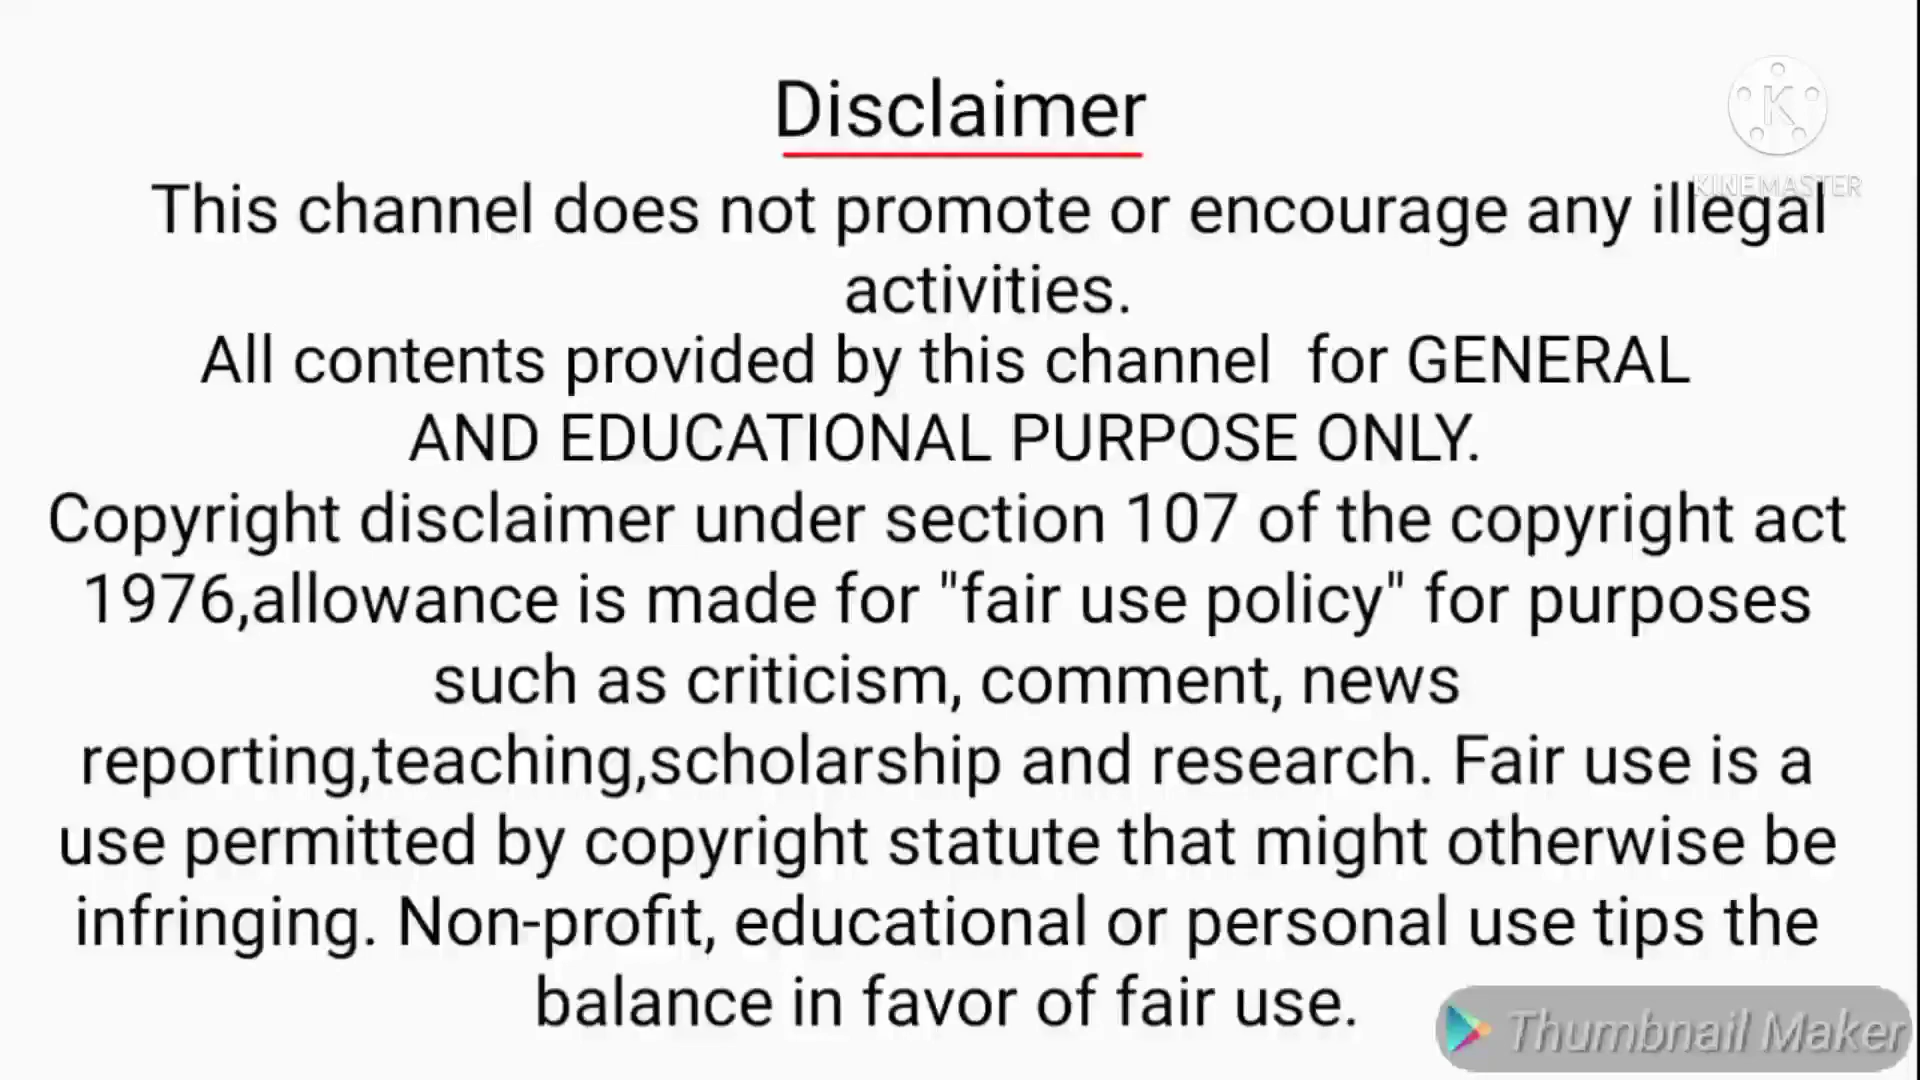 Disclaimer
KINEMASTER
This channel does not promote or encourage any illegal
activities.
All contents provided by this channel  for GENERAL
AND EDUCATIONAL PURPOSE ONLY.
Copyright disclaimer under section 107 of the copyright act
1976,allowance is made for "fair use policy" for purposes
such as criticism, comment, news
reporting,teaching,scholarship and research. Fair use is a
use permitted by copyright statute that might otherwise be
infringing. Non-profit, educational or personal use tips the
balance in favor of fair use.
Thumbnail Maker